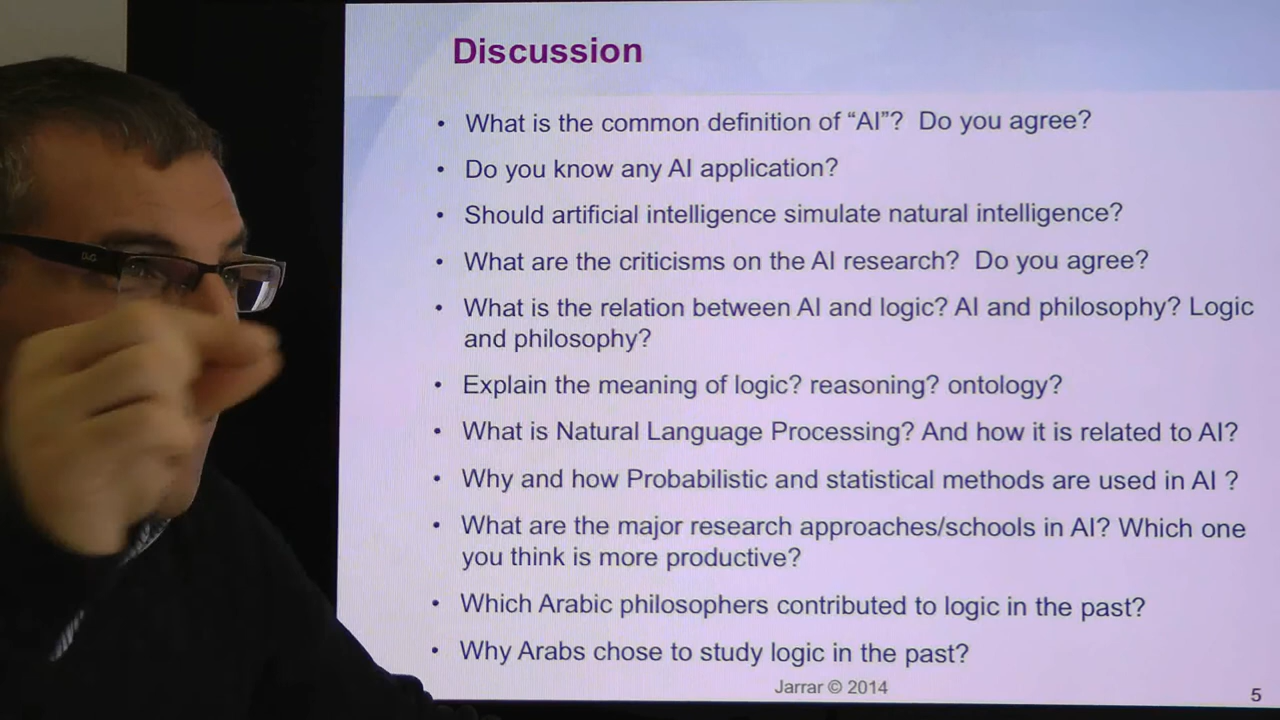 Discussion
• What is the common definition of “AI”? Do you agree?
• Do you know any AI application?
• Should artificial intelligence simulate natural intelligence?
• What are the criticisms on the AI research? Do you agree?
• What is the relation between AI and logic? AI and philosophy? Logic
and philosophy?
• Explain the meaning of logic? reasoning? ontology?
• What is Natural Language Processing? And how it is related to AI?
• Why and how Probabilistic and statistical methods are used in AI ?
• What are the major research approaches/schools in AI? Which one
you think is more productive?
• Which Arabic philosophers contributed to logic in the past?
• Why Arabs chose to study logic in the past?
Jarrar © 2014
5
D&G